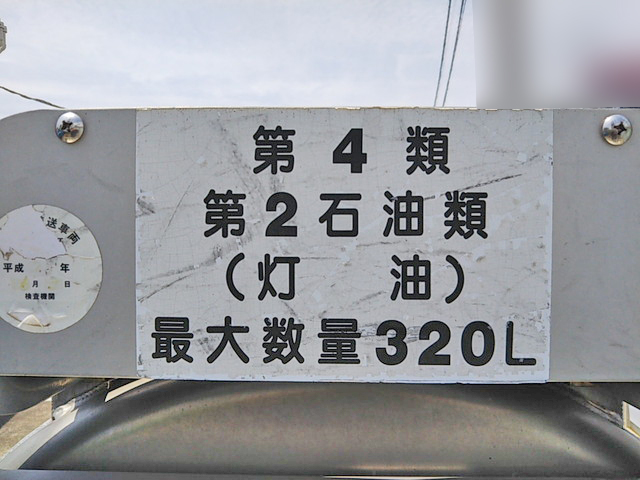 第4類
第2石油類
(灯 油)
最大数量320L
送車両
平成 年
月 日
検査機関